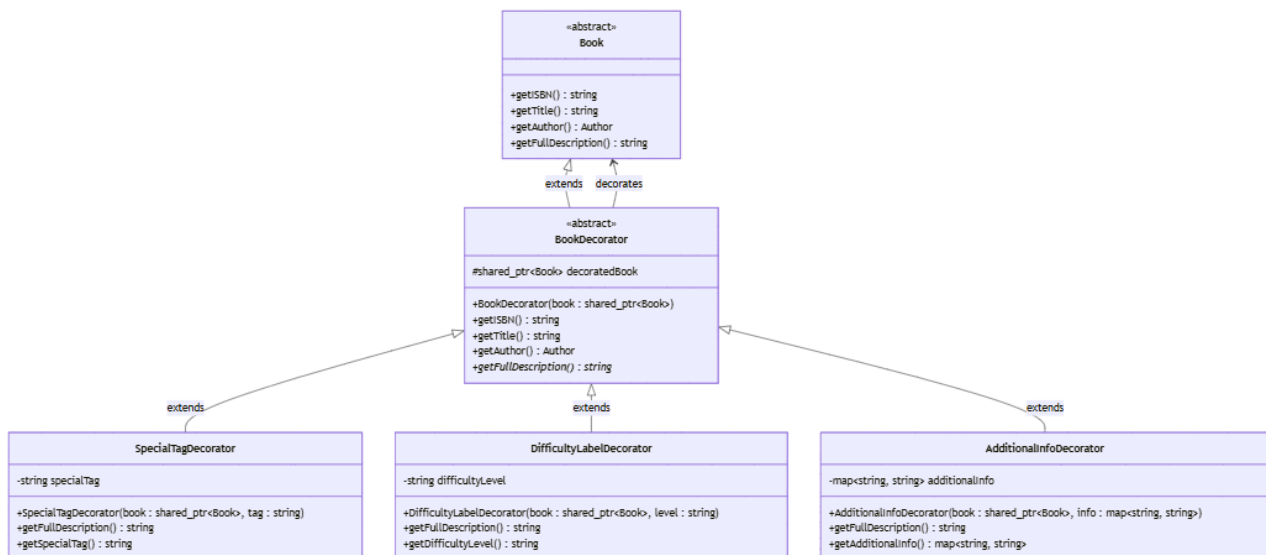 «abstract»
Book
+getISBN() : string
+getTitle() : string
+getAuthor() : Author
+getFullDescription() : string
extends
decorates
«abstract»
BookDecorator
#shared_ptr<Book> decoratedBook
+BookDecorator(book : shared_ptr<Book>)
+getISBN() : string
+getTitle() : string
+getAuthor() : Author
+getFullDescription() : string
extends
extends
extends
SpecialTagDecorator
-string specialTag
+SpecialTagDecorator(book : shared_ptr<Book>, tag : string)
+getFullDescription() : string
+getSpecialTag() : string
DifficultyLabelDecorator
-string difficultyLevel
+DifficultyLabelDecorator(book : shared_ptr<Book>, level : string)
+getFullDescription() : string
+getDifficultyLevel() : string
AdditionalInfoDecorator
-map<string, string> additionalInfo
+AdditionalInfoDecorator(book : shared_ptr<Book>, info : map<string, string>)
+getFullDescription() : string
+getAdditionalInfo() : map<string, string>